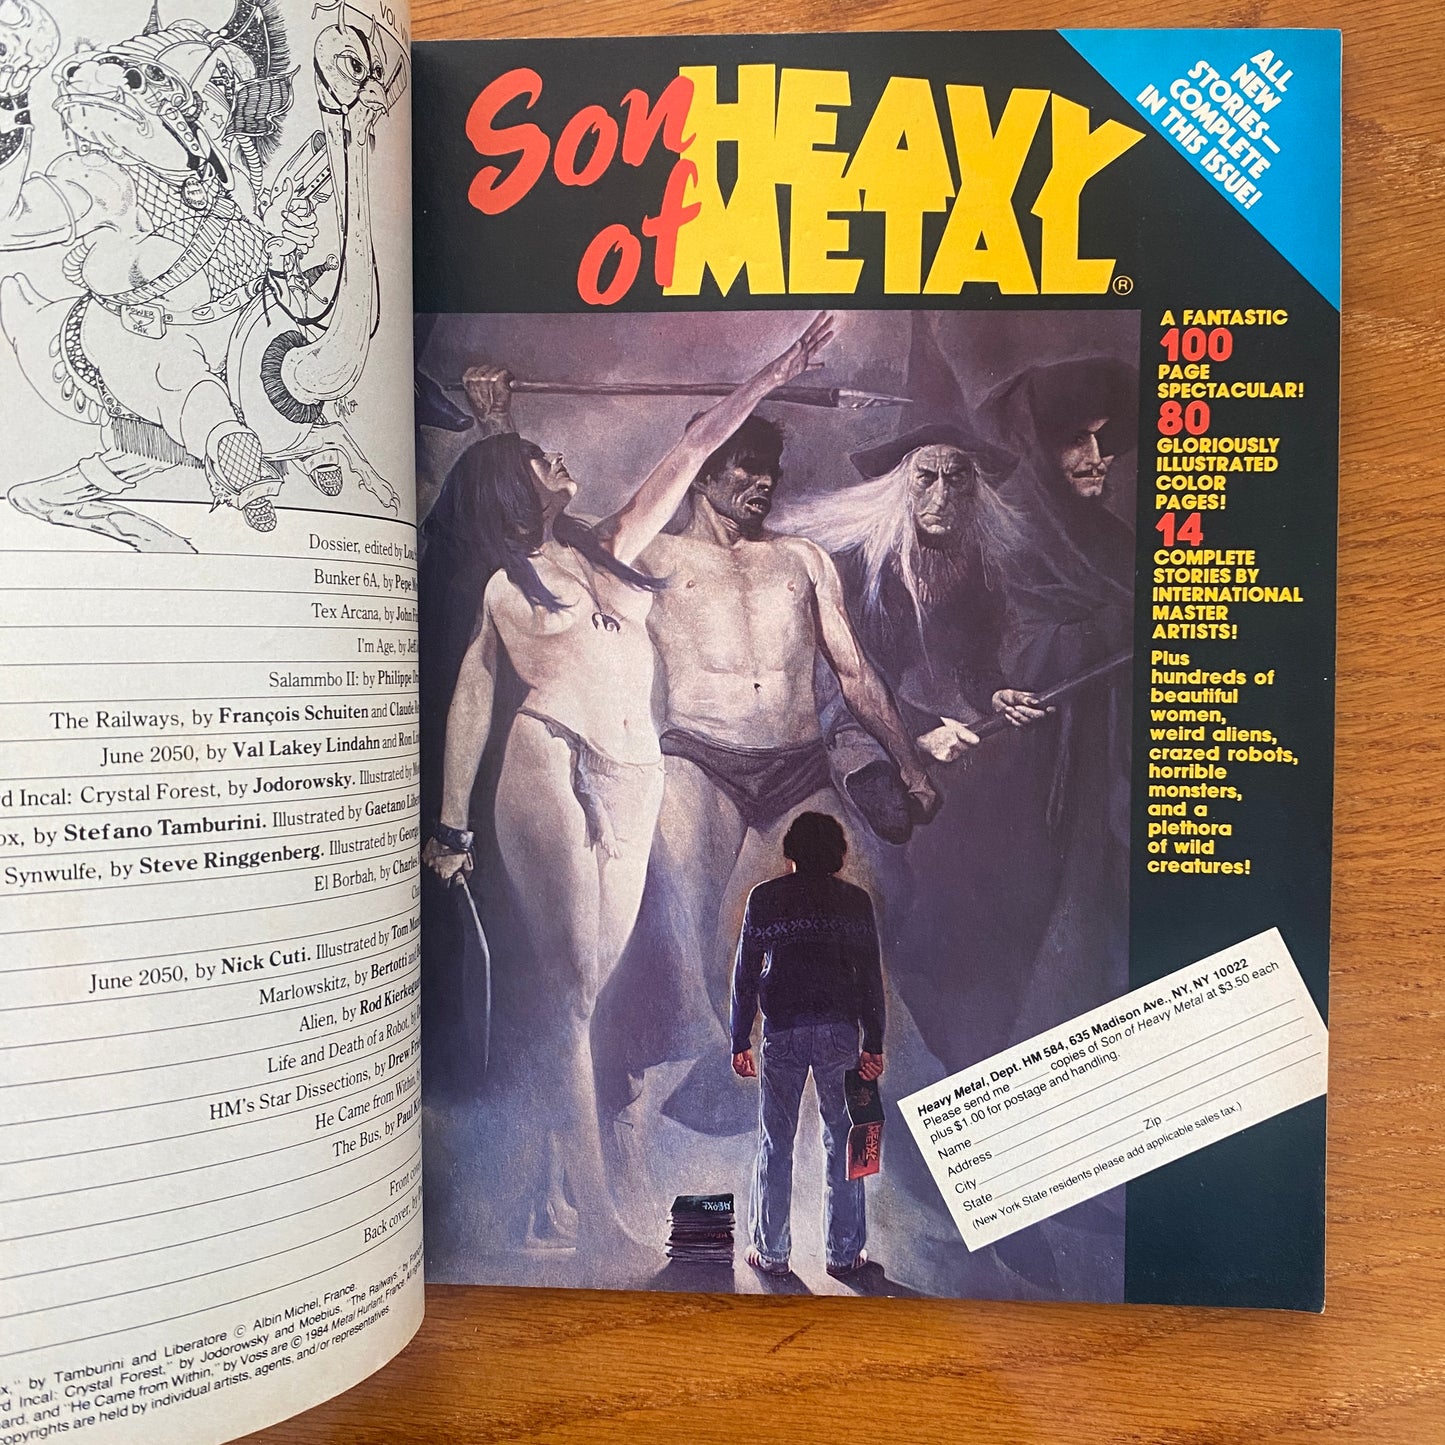 VOL.
POWER
PAK
Dossier, edited by Lou
Bunker 6A, by Pepe
Tex Arcana, by John
I'm Age, by Jeff
Salammbo II: by Philippe
The Railways, by François Schuiten and Claude
June 2050, by Val Lakey Lindahn and Ron
Incal: Crystal Forest, by Jodorowsky. Illustrated by
by Stefano Tamburini. Illustrated by Gaetano
Synwulfe, by Steve Ringgenberg. Illustrated by George
El Borbah, by Charles
June 2050, by Nick Cuti. Illustrated by Tom
Marlowskitz, by Bertotti and
Alien, by Rod
Life and Death of a Robot, by
HM's Star Dissections, by Drew
He Came from Within, by
The Bus, by Paul
Front cover,
Back cover, by
by Tamburini and Liberatore © Albin Michel, France.
Incal: Crystal Forest," by Jodorowsky and Moebius, "The Railways," by
and "He Came from Within," by Voss are © 1984 Metal Hurlant, France. All
copyrights are held by individual artists, agents, and/or representatives.
Son of HEAVY METAL®
ALL
NEW
STORIES—
COMPLETE
IN THIS ISSUE!
A FANTASTIC
100
PAGE
SPECTACULAR!
80
GLORIOUSLY
ILLUSTRATED
COLOR
PAGES!
14
COMPLETE
STORIES BY
INTERNATIONAL
MASTER
ARTISTS!
Plus
hundreds of
beautiful
women,
weird aliens,
crazed robots,
horrible
monsters,
and a
plethora
of wild
creatures!
HEAVY METAL
Heavy Metal, Dept. HM 584, 635 Madison Ave., NY, NY 10022
Please send me copies of Son of Heavy Metal at $3.50 each
plus $1.00 for postage and handling.
Name
Address
City
State Zip
(New York State residents please add applicable sales tax.)